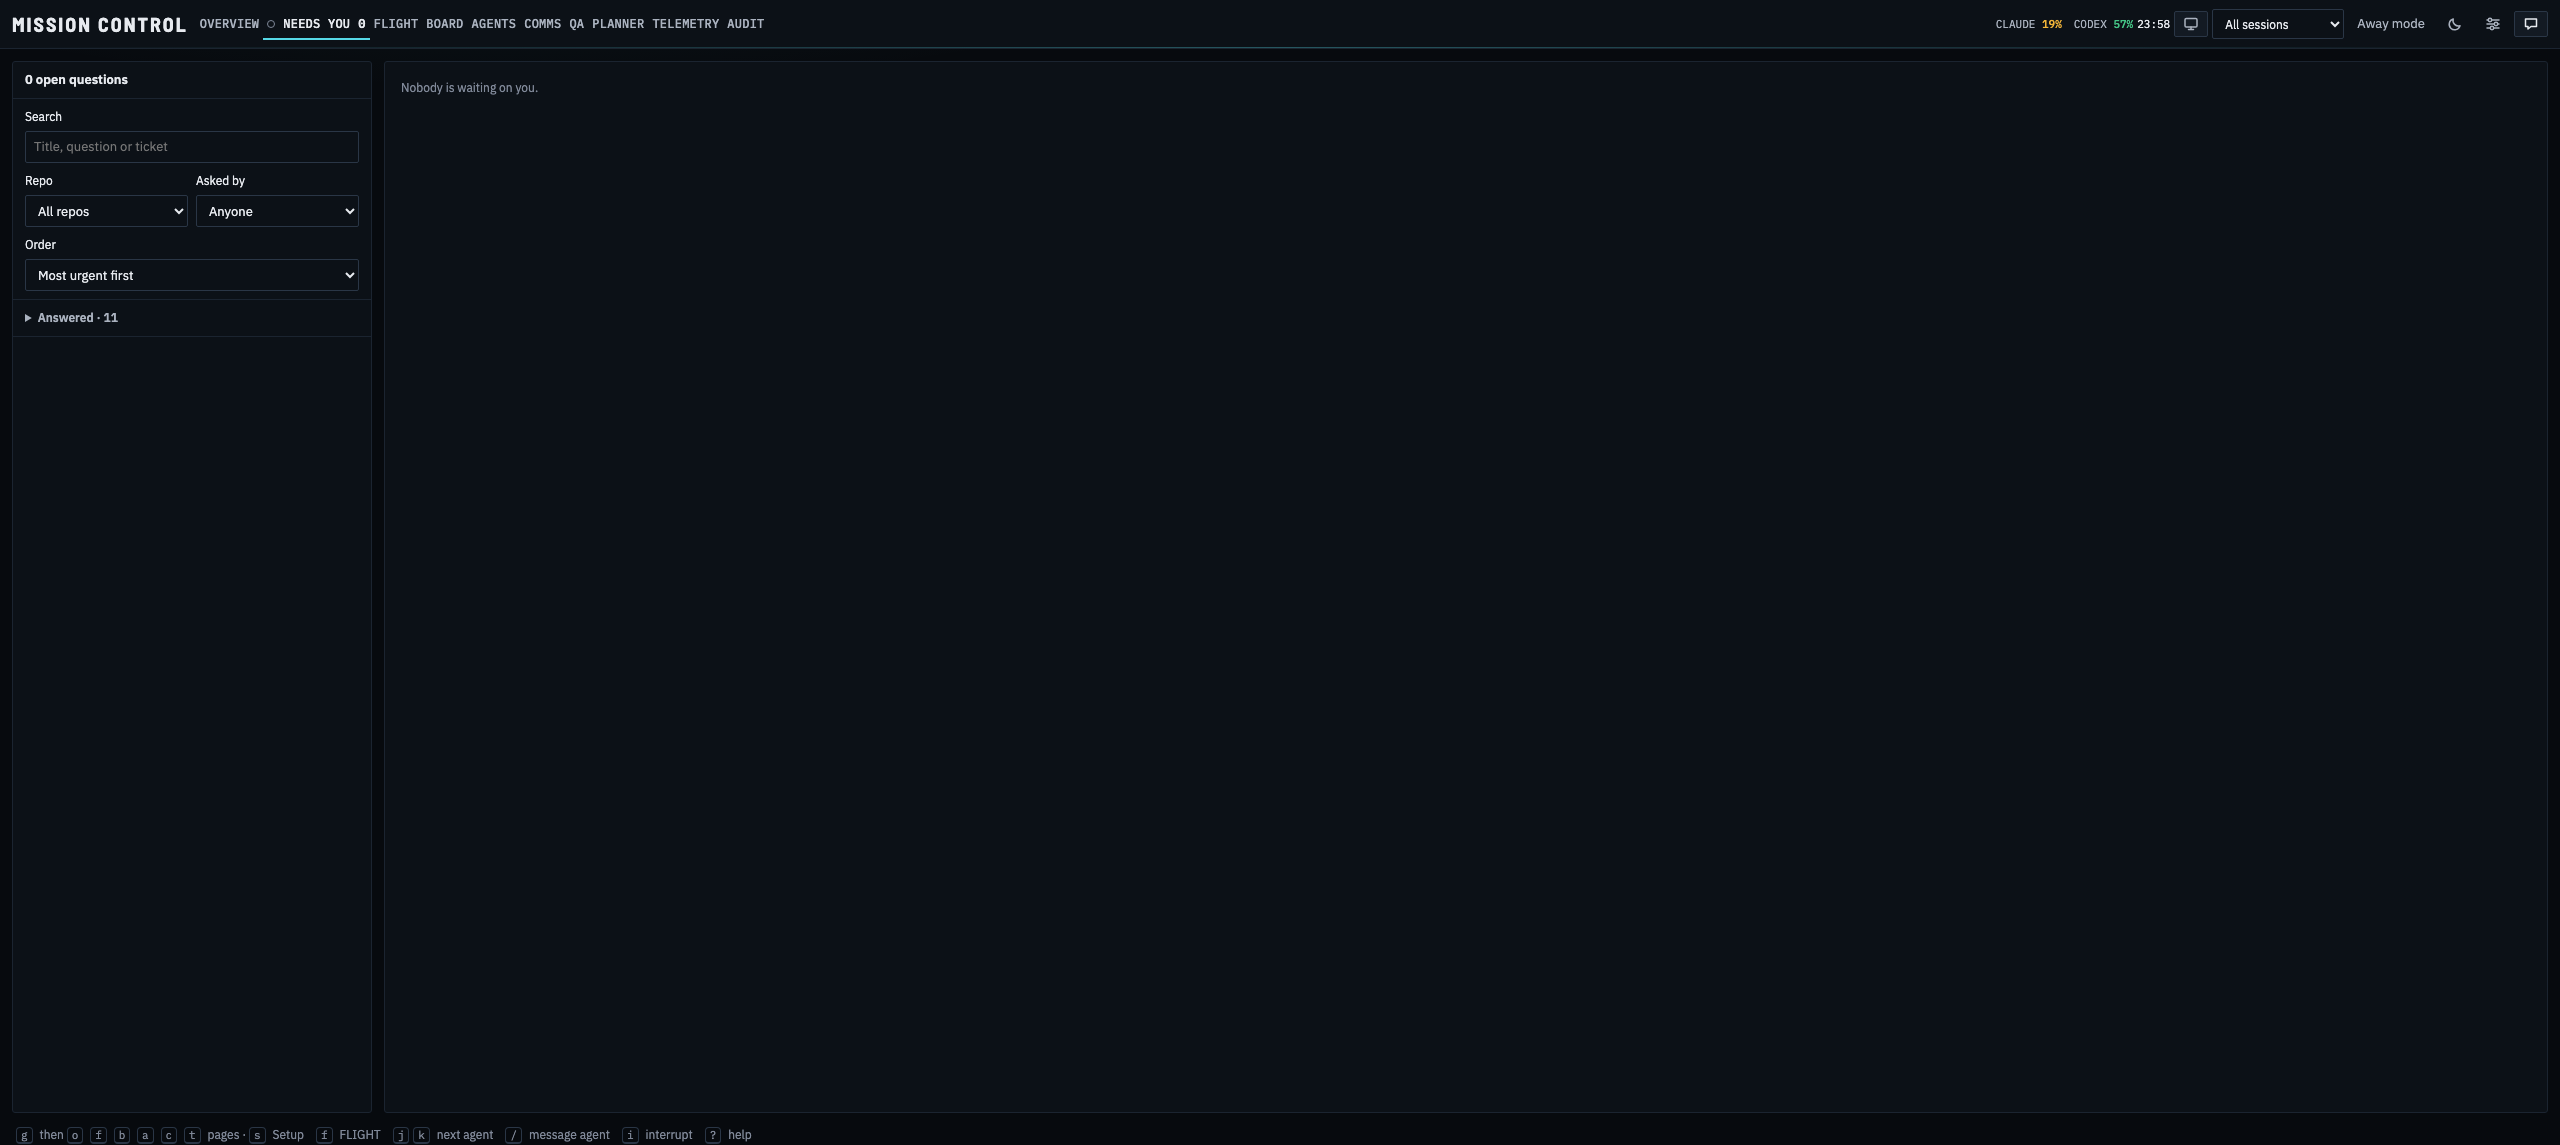 MISSION CONTROL OVERVIEW NEEDS YOU 0 FLIGHT BOARD AGENTS COMMS QA PLANNER TELEMETRY AUDIT CLAUDE 19% CODEX 57% 23:58 All sessions Away mode
0 open questions
Search
Title, question or ticket
Repo Asked by
All repos Anyone
Order
Most urgent first
Answered · 11
Nobody is waiting on you.
g then o f b a c t pages · s Setup f FLIGHT j k next agent / message agent i interrupt ? help